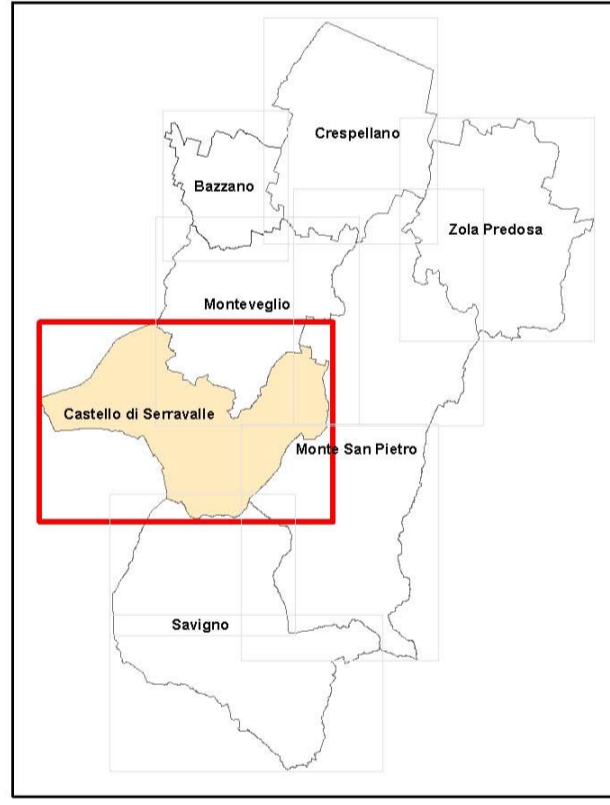 Crespellano
Bazzano
Zola Predosa
Monteveglio
Castello di Serravalle
Monte San Pietro
Savigno